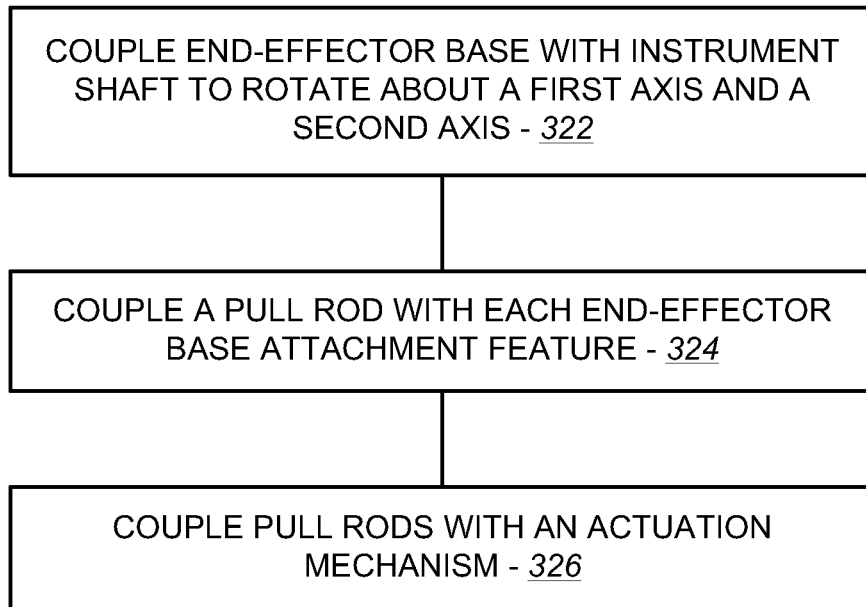 COUPLE END-EFFECTOR BASE WITH INSTRUMENT
SHAFT TO ROTATE ABOUT A FIRST AXIS AND A
SECOND AXIS - 322
COUPLE A PULL ROD WITH EACH END-EFFECTOR
BASE ATTACHMENT FEATURE - 324
COUPLE PULL RODS WITH AN ACTUATION
MECHANISM - 326